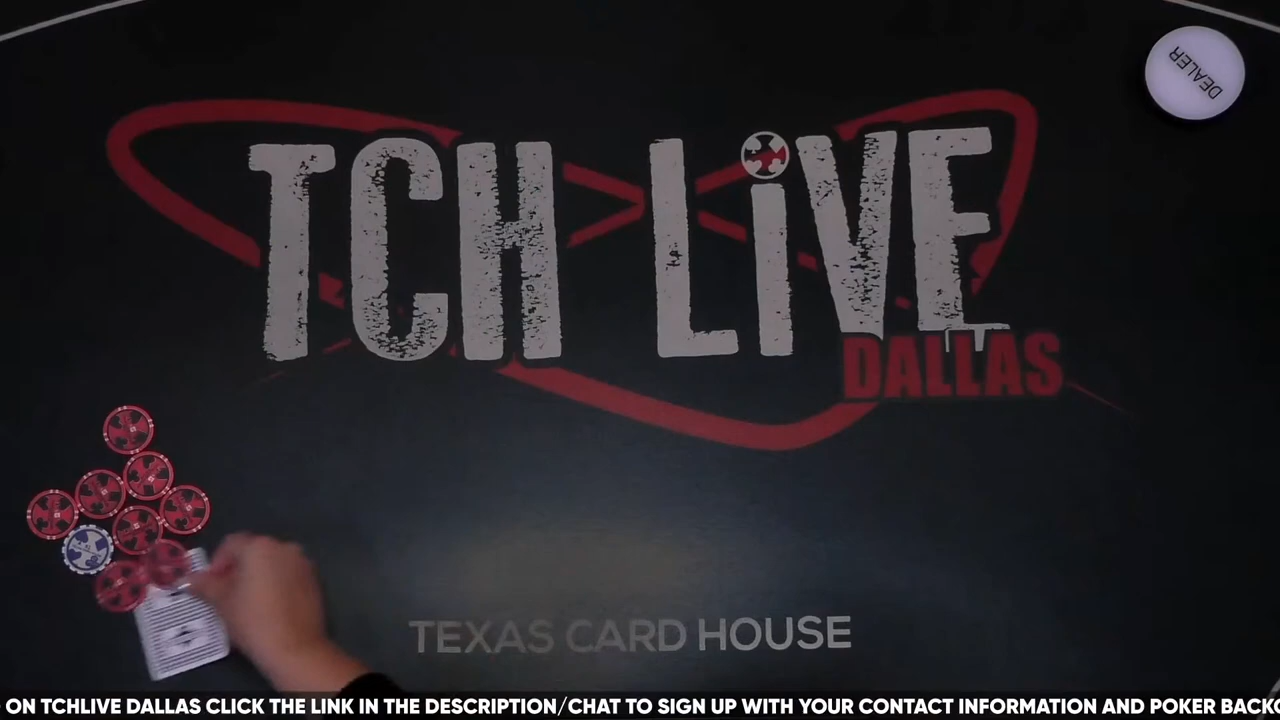 DEALER
TCH LiVE
DALLAS
TEXAS CARD HOUSE
ON TCHLIVE DALLAS CLICK THE LINK IN THE DESCRIPTION/CHAT TO SIGN UP WITH YOUR CONTACT INFORMATION AND POKER